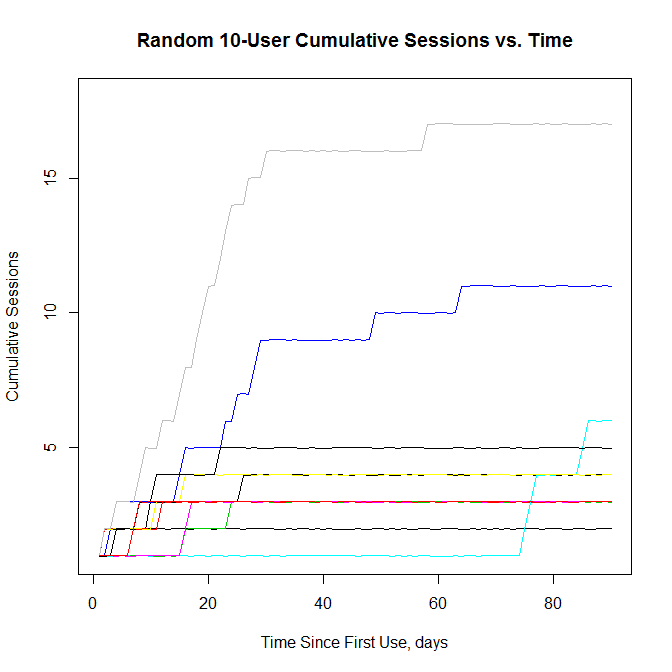 Random 10-User Cumulative Sessions vs. Time
Cumulative Sessions
15
10
5
0 20 40 60 80
Time Since First Use, days